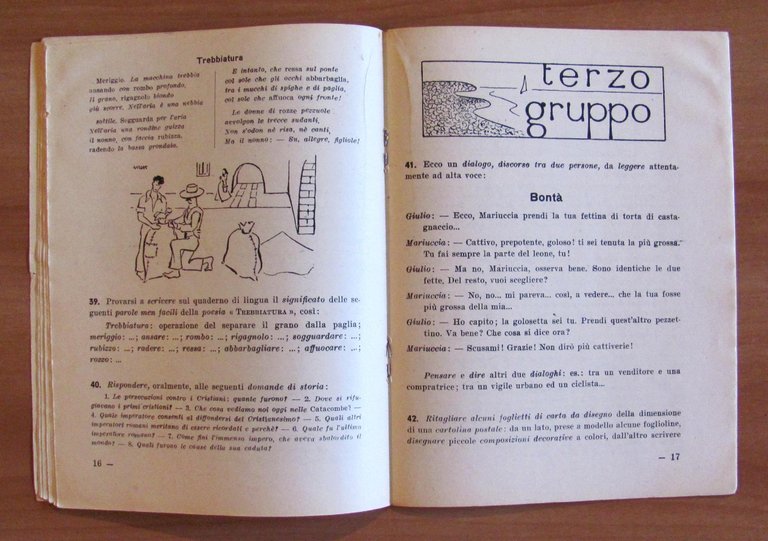 Trebbiatura
Meriggio. La macchina trebbia
ansando con rombo profondo,
il grano, rigagnolo biondo
più scorre. Nell'aria è una nebbia
sottile. Sogguarda per l'aria
Nell'aria una rondine guizza
il nonno, con faccia rubizza.
radendo la bassa
E intanto, che ressa sul ponte
col sole che gli occhi abbarbaglia,
tra i mucchi di spighe e di paglia,
col sole che affuoca ogni fronte!
Le donne di rozze pezzuole
avvolgon le trecce sudanti,
Non s'odon nè risa, nè canti,
Ma il nonno: — Su, allegre, figliole!
39. Provarsi a scrivere sul quaderno di lingua il significato delle se-
guenti parole men facili della poesia « TREBBIATURA », così:
Trebbiatura: operazione del separare il grano dalla paglia;
meriggio: ...; ansare: ...; rombo: ...; rigagnolo: ...; sogguardare: ...;
rubizzo: ...; radere: ...; ressa: ...; abbarbagliare: ...; affuocare: ...;
rozzo: ...
40. Rispondere, oralmente, alle seguenti domande di storia:
1. Le persecuzioni contro i Cristiani: quante furono? — 2. Dove si rifu-
giavano i primi cristiani? — 3. Che cosa vediamo noi oggi nelle Catacombe? —
4. Quale imperatore consentì al diffondersi del Cristianesimo? — 5. Quali altri
imperatori romani meritano di essere ricordati e perchè? — 6. Quale fu l'ultimo
imperatore romano? — 7. Come finì l'immenso impero, che aveva sbalordito il
mondo? — 8. Quali furono le cause della sua caduta?
16 —
terzo
gruppo
41. Ecco un dialogo, discorso tra due persone, da leggere attenta-
mente ad alta voce:
Bontà
Giulio: — Ecco, Mariuccia prendi la tua fettina di torta di casta-
gnaccio...
Mariuccia: — Cattivo, prepotente, goloso! ti sei tenuta la più grossa.
Tu fai sempre la parte del leone, tu!
Giulio: — Ma no, Mariuccia, osserva bene. Sono identiche le due
fette. Del resto, vuoi scegliere?
Mariuccia: — No, no... mi pareva... così, a vedere... che la tua fosse
più grossa della mia...
Giulio: — Ho capito; la golosetta sei tu. Prendi quest'altro pezzet-
tino. Va bene? Che cosa si dice ora?
Mariuccia: — Scusami! Grazie! Non dirò più cattiverie!
Pensare e dire altri due dialoghi: es.: tra un venditore e una
compratrice; tra un vigile urbano ed un ciclista...
42. Ritagliare alcuni foglietti di carta da disegno della dimensione
di una cartolina postale: da un lato, prese a modello alcune foglioline,
disegnare piccole composizioni decorative a colori, dall'altro scrivere
— 17